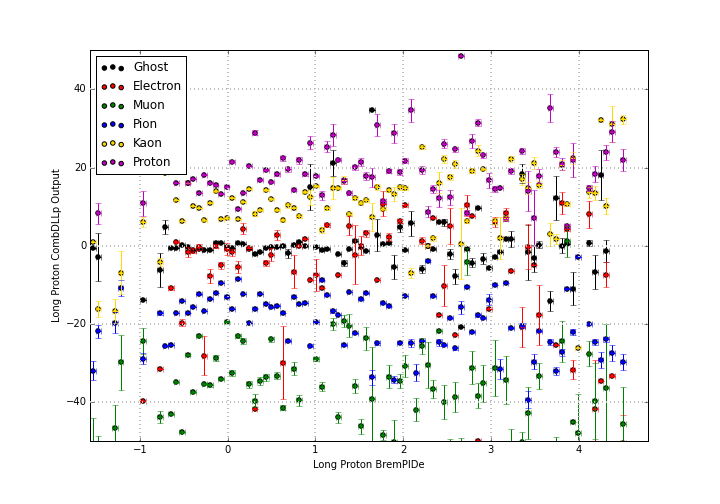 Ghost
Electron
Muon
Pion
Kaon
Proton
40
20
0
−20
−40
−1
0
1
2
3
4
Long Proton CombDLLp Output
Long Proton BremPIDe